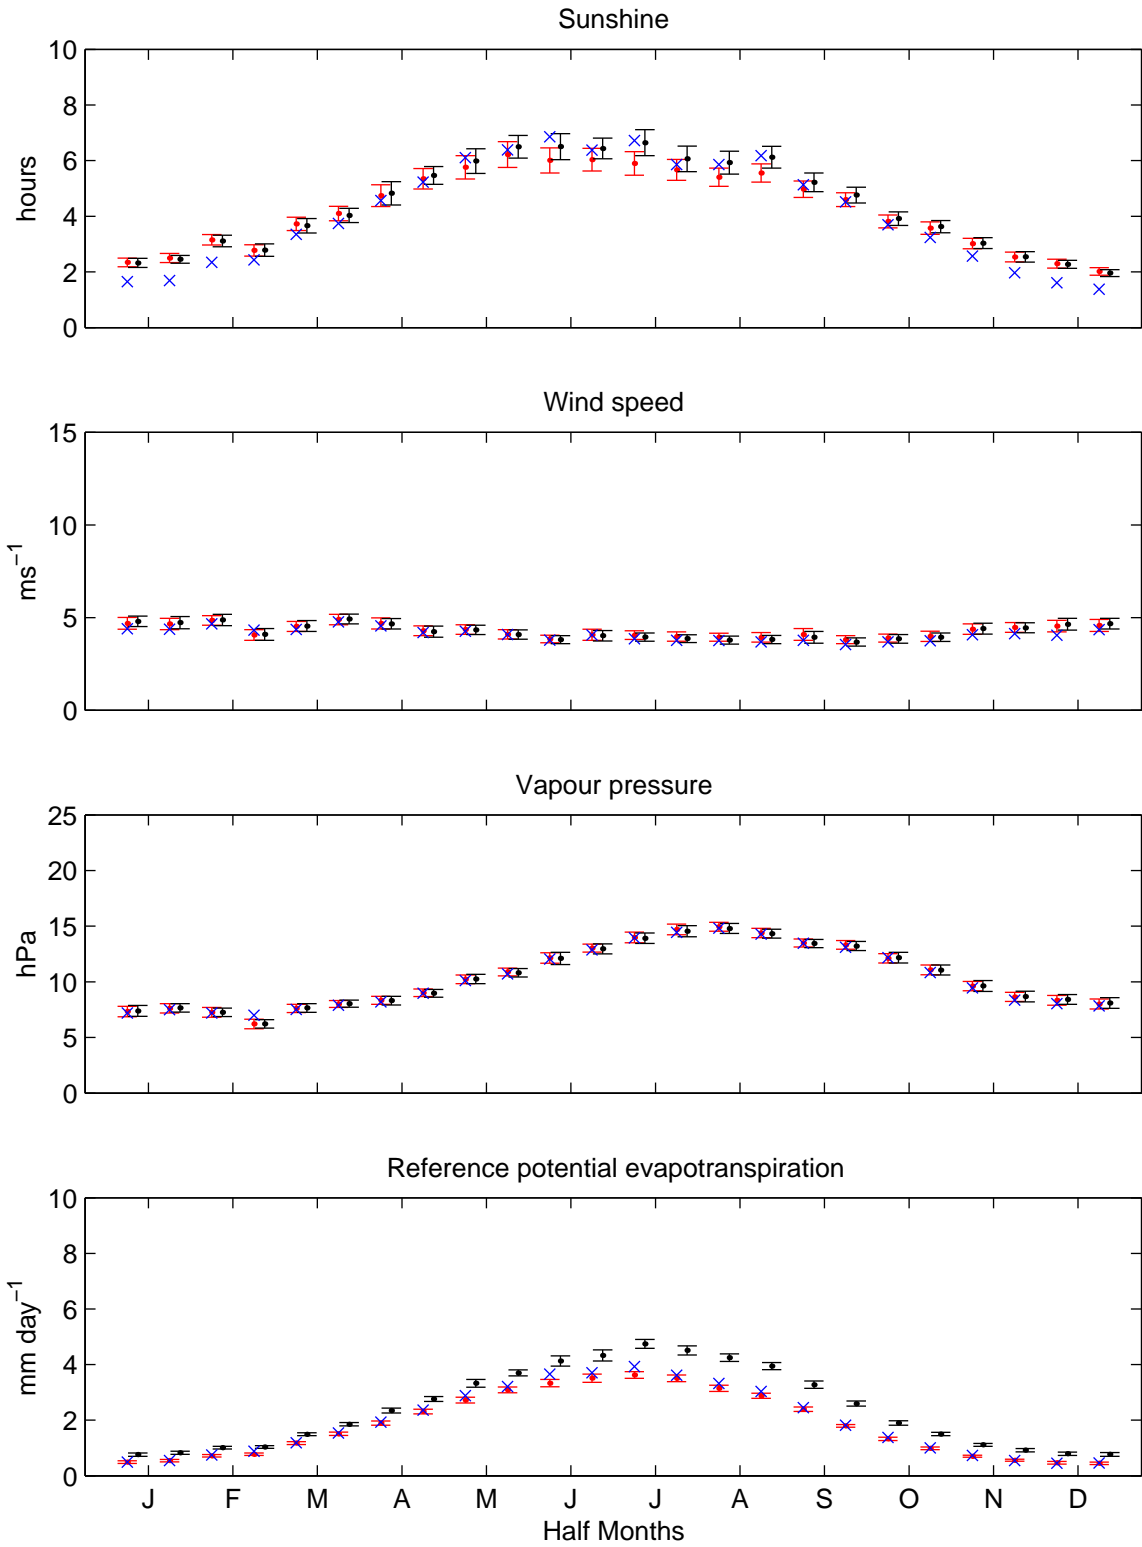 Sunshine
10
8
6
4
2
0
hours
Wind speed
15
10
5
0
ms−1
Vapour pressure
25
20
15
10
5
0
hPa
Reference potential evapotranspiration
10
8
6
4
2
0
mm day−1
J F M A M J J A S O N D
Half Months